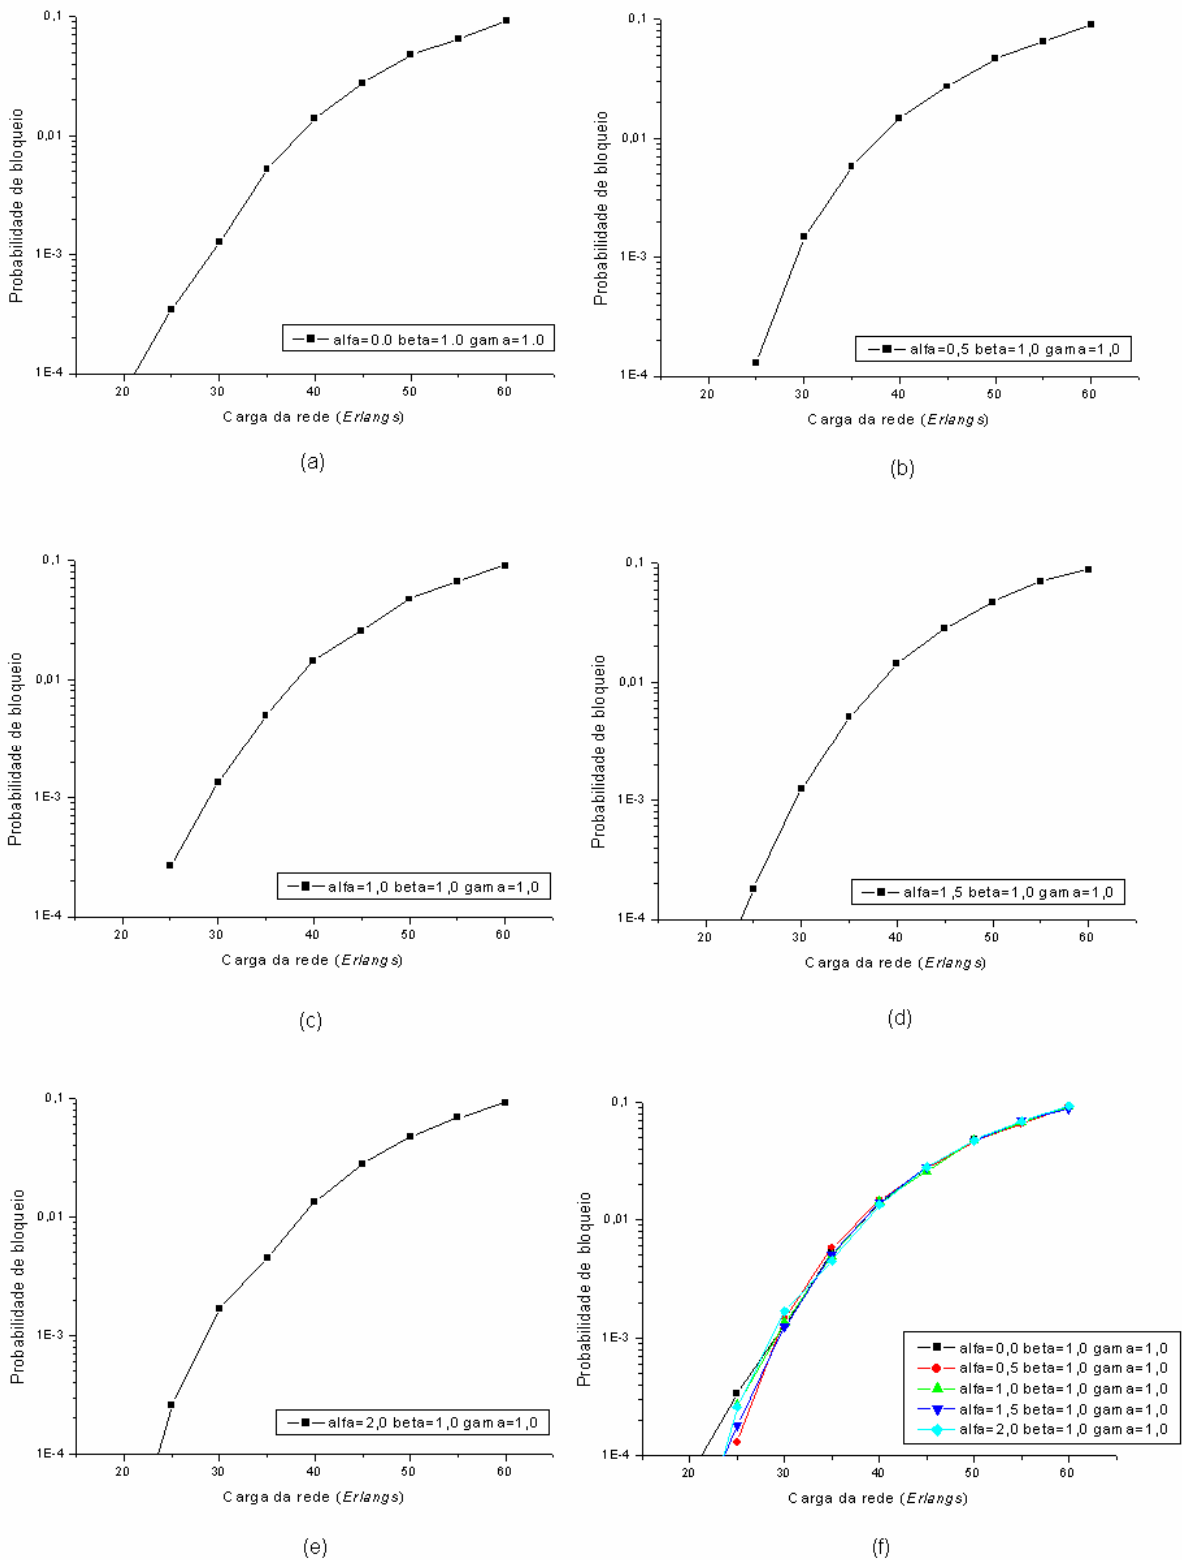 0,1
0,01
1E-3
1E-4
Probabilidade de bloqueio
alfa=0.0 beta=1.0 gama=1.0
20 30 40 50 60
Carga da rede (Erlangs)
(a)
0,1
0,01
1E-3
1E-4
Probabilidade de bloqueio
alfa=0,5 beta=1,0 gama=1,0
20 30 40 50 60
Carga da rede (Erlangs)
(b)
0,1
0,01
1E-3
1E-4
Probabilidade de bloqueio
alfa=1,0 beta=1,0 gama=1,0
20 30 40 50 60
Carga da rede (Erlangs)
(c)
0,1
0,01
1E-3
1E-4
Probabilidade de bloqueio
alfa=1,5 beta=1,0 gama=1,0
20 30 40 50 60
Carga da rede (Erlangs)
(d)
0,1
0,01
1E-3
1E-4
Probabilidade de bloqueio
alfa=2,0 beta=1,0 gama=1,0
20 30 40 50 60
Carga da rede (Erlangs)
(e)
0,1
0,01
1E-3
1E-4
Probabilidade de bloqueio
alfa=0,0 beta=1,0 gama=1,0
alfa=0,5 beta=1,0 gama=1,0
alfa=1,0 beta=1,0 gama=1,0
alfa=1,5 beta=1,0 gama=1,0
alfa=2,0 beta=1,0 gama=1,0
20 30 40 50 60
Carga da rede (Erlangs)
(f)